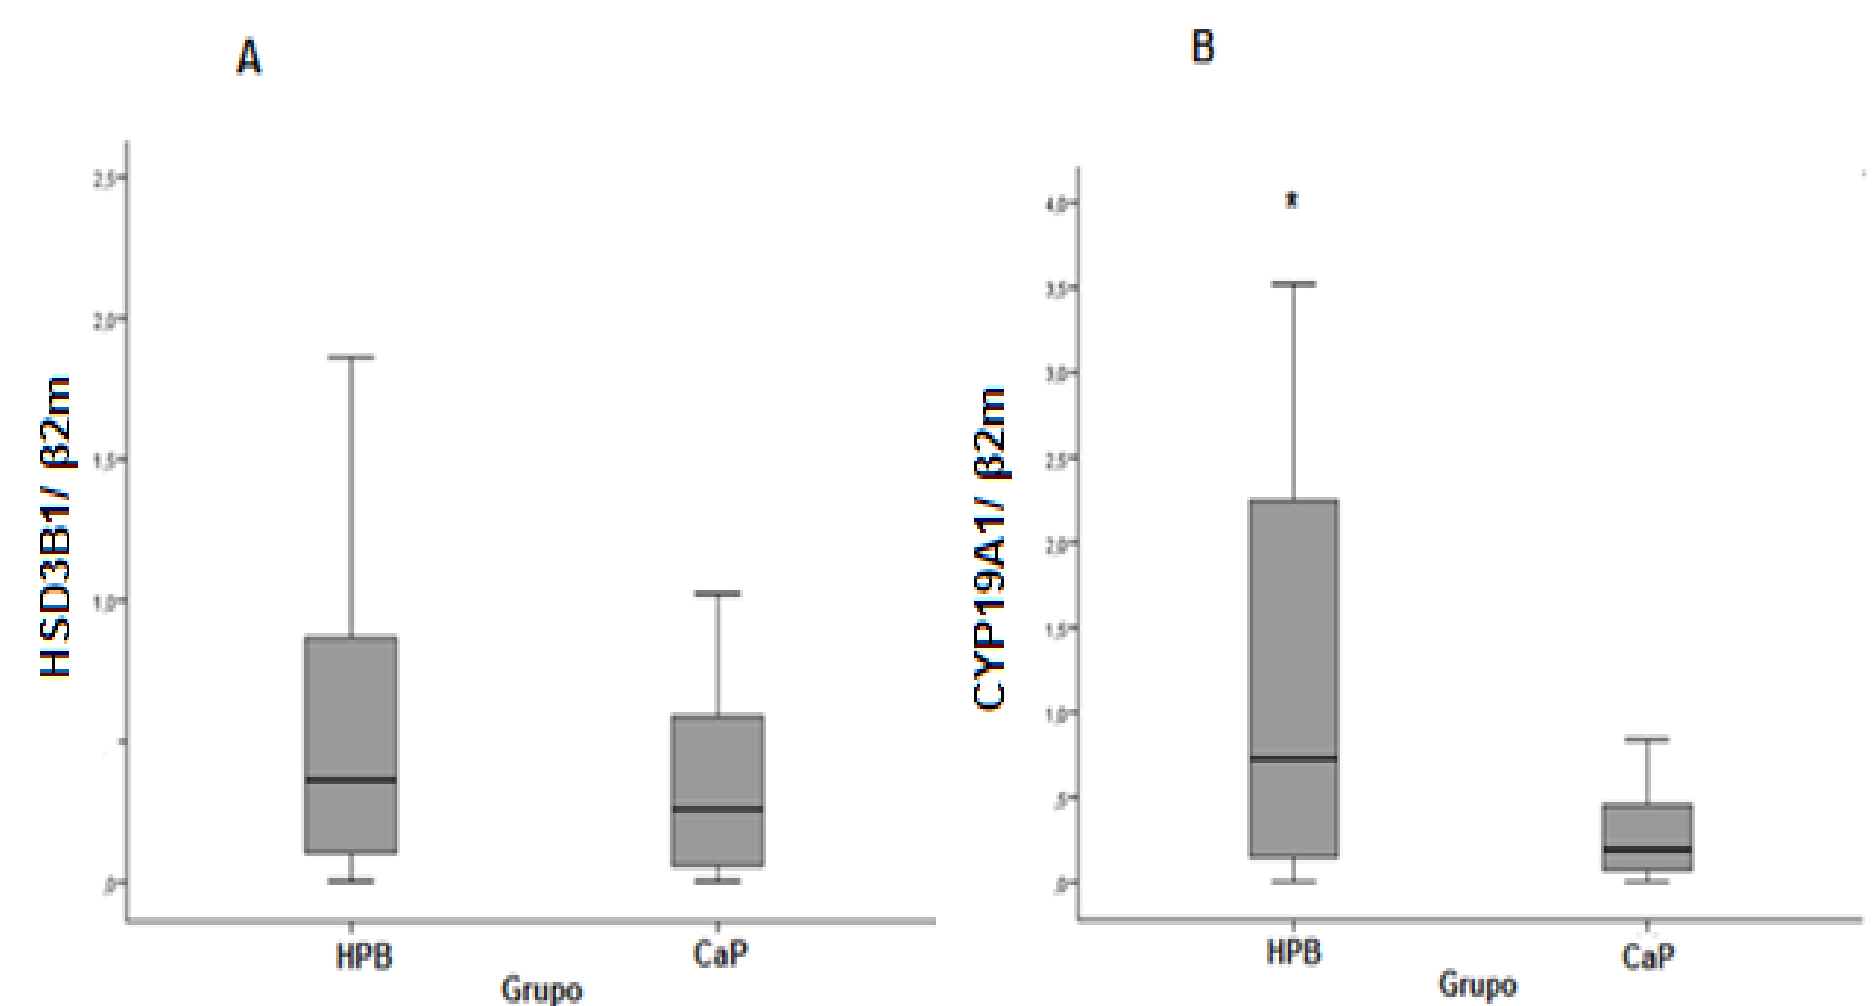 A
HSD3B1/ β2m
2,5
2,0
1,5
1,0
,0
HPB
CaP
Grupo
B
CYP19A1/ β2m
*
4,0
3,5
3,0
2,5
2,0
1,5
1,0
,5
,0
HPB
CaP
Grupo